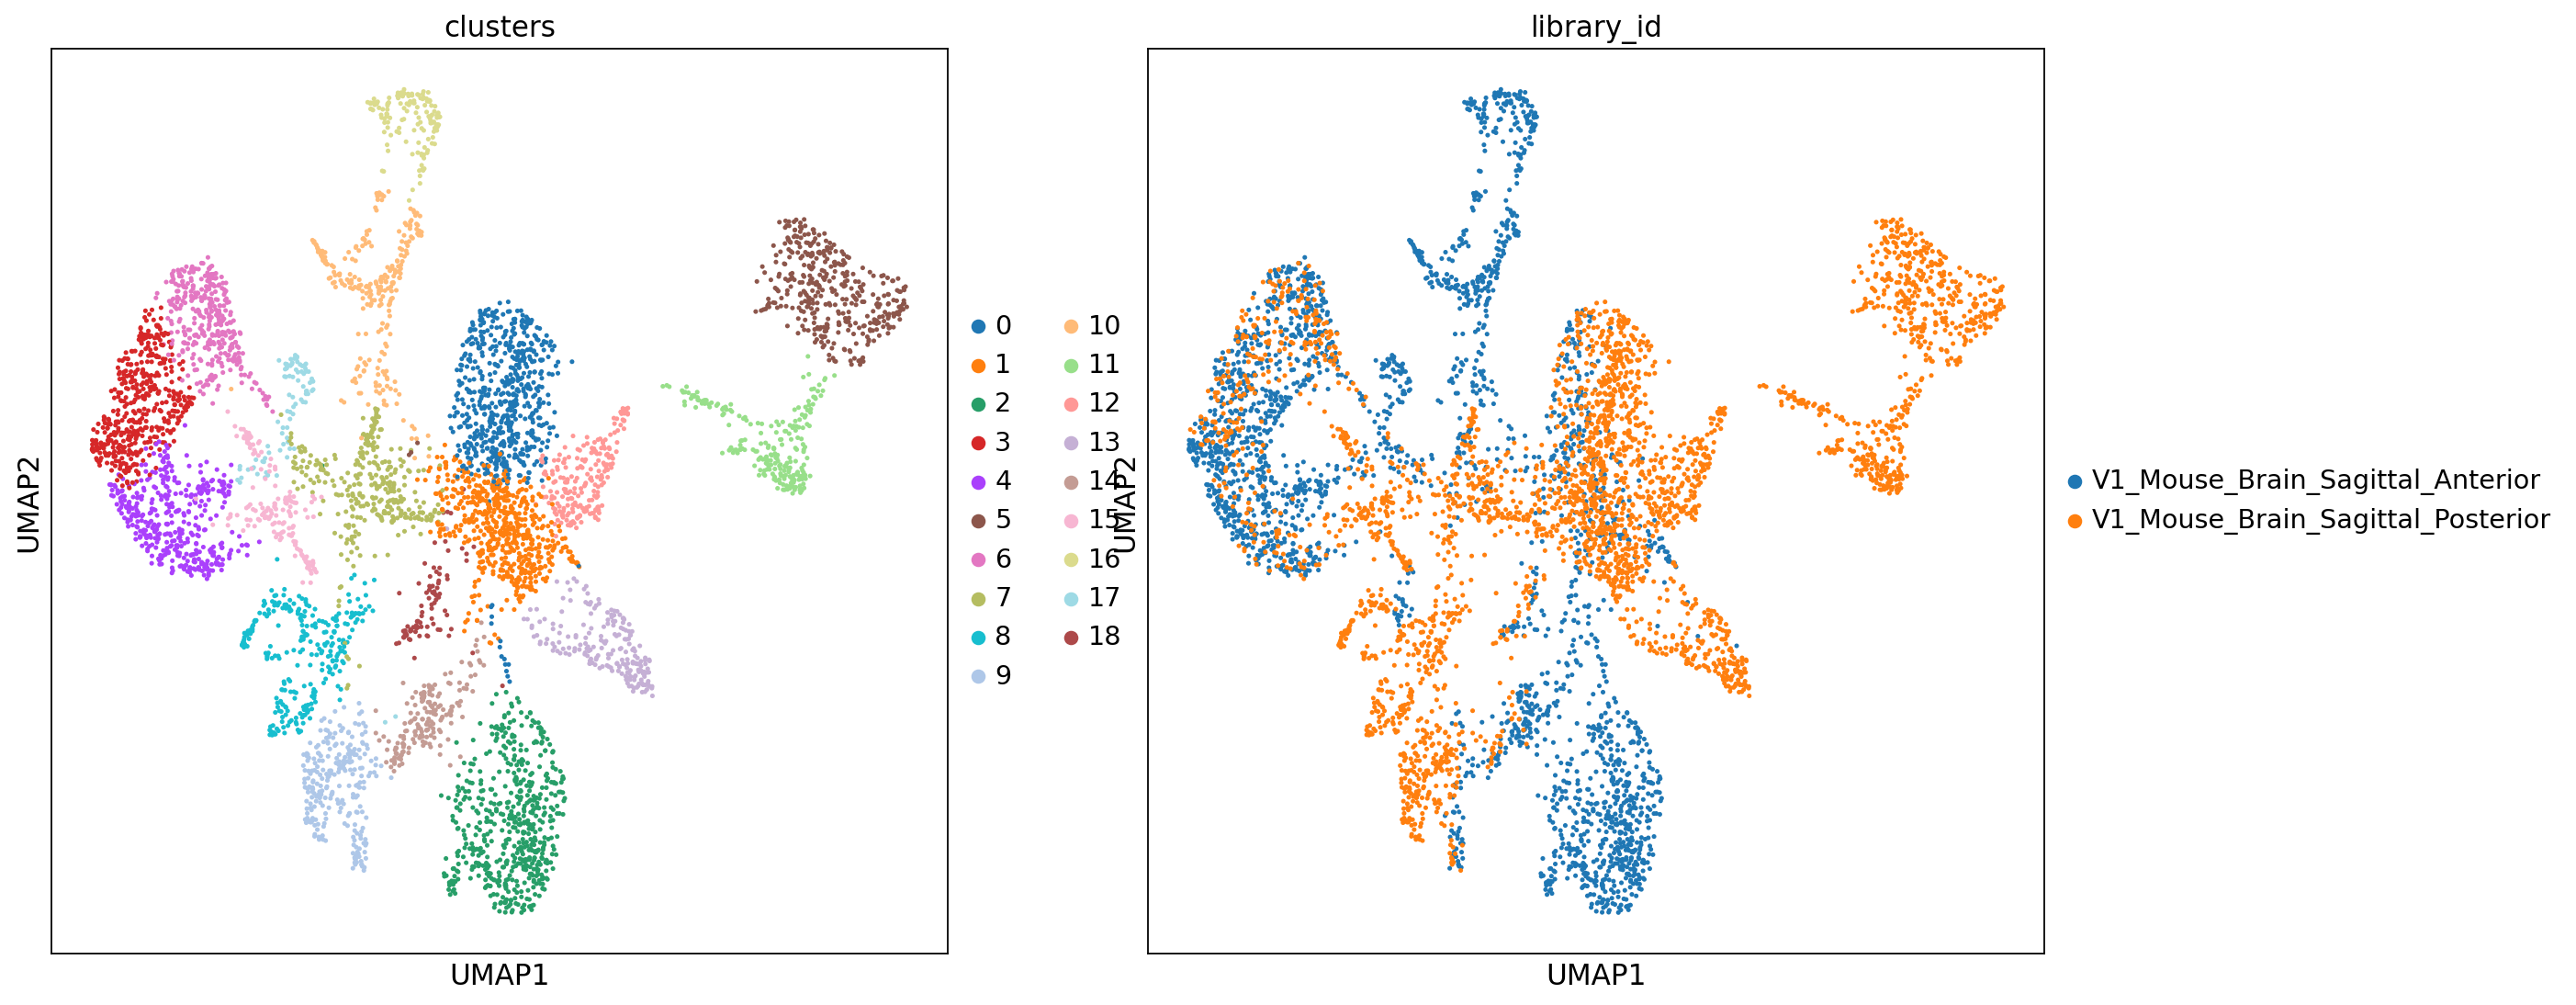 clusters
UMAP2
UMAP1
0
1
2
3
4
5
6
7
8
9
10
11
12
13
14
15
16
17
18
library_id
UMAP2
UMAP1
V1_Mouse_Brain_Sagittal_Anterior
V1_Mouse_Brain_Sagittal_Posterior